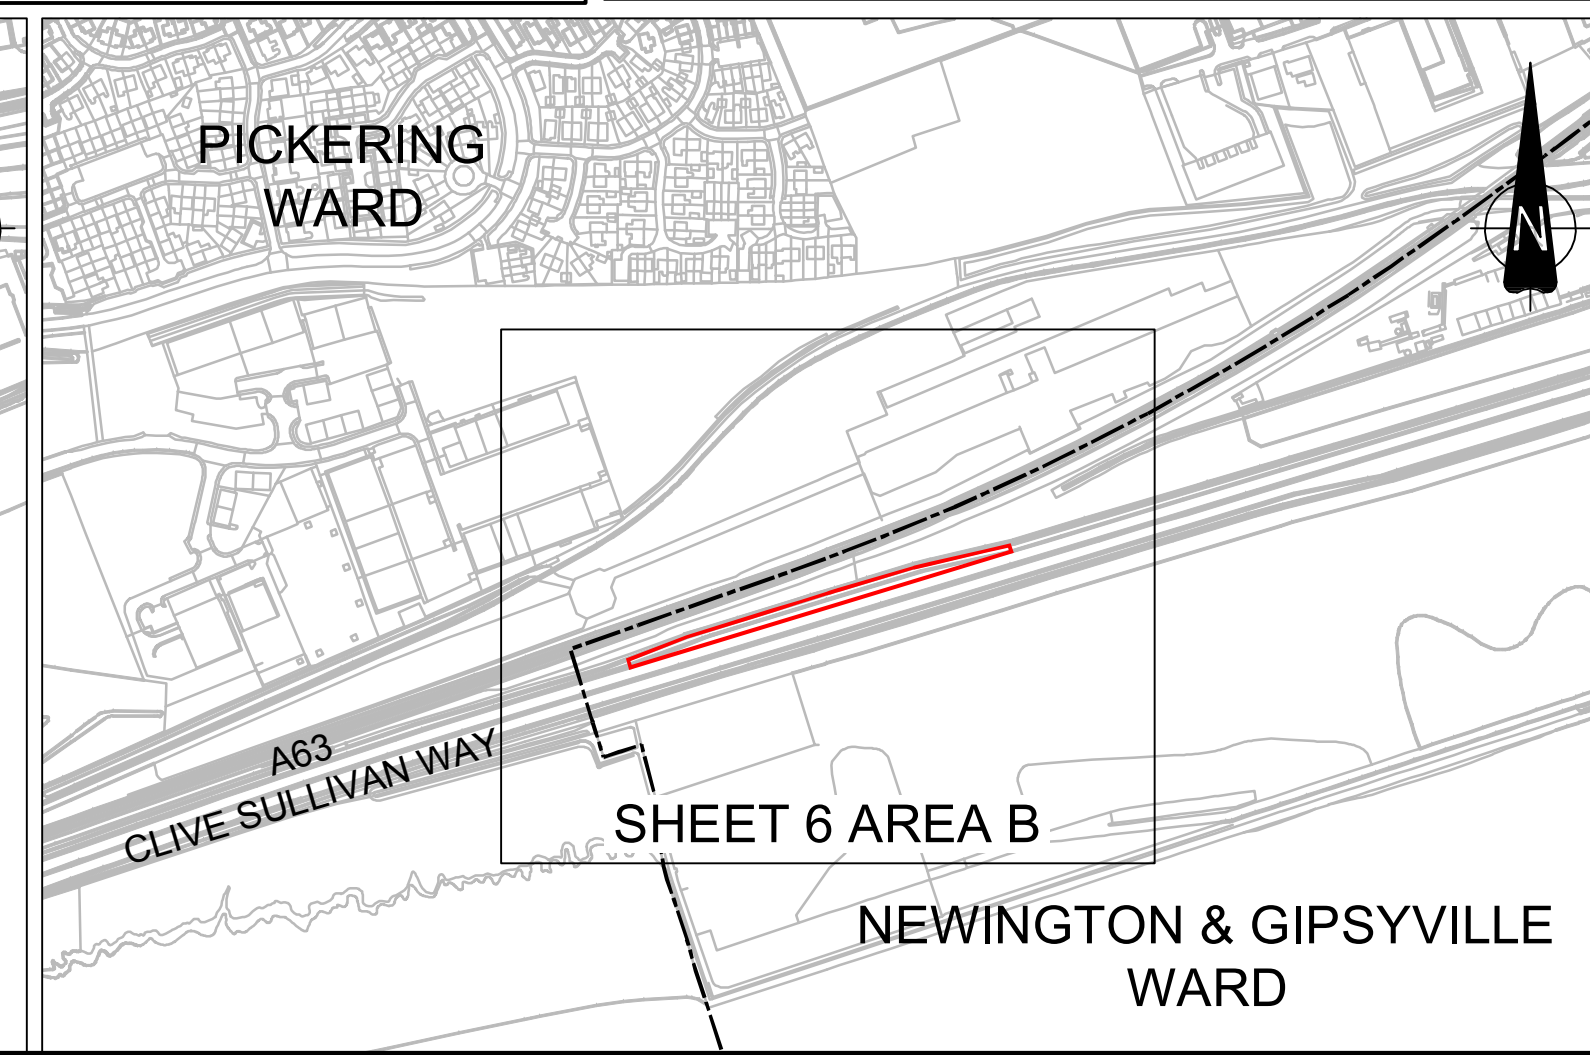 PICKERING
WARD
N
A63
CLIVE SULLIVAN WAY
SHEET 6 AREA B
NEWINGTON & GIPSYVILLE
WARD